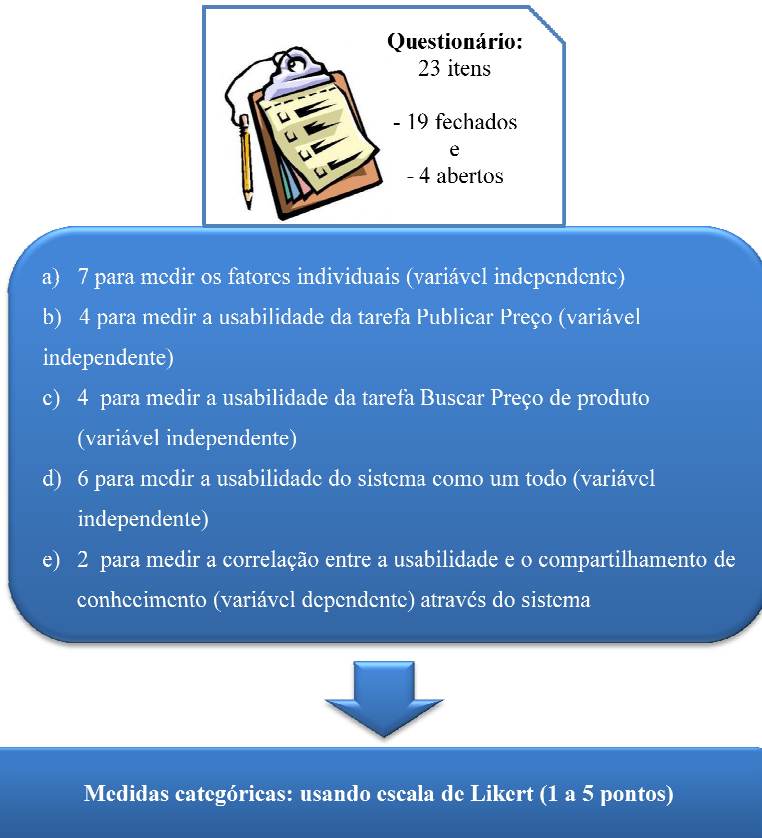 Questionário:
23 itens
- 19 fechados
e
- 4 abertos
a) 7 para medir os fatores individuais (variável independente)
b) 4 para medir a usabilidade da tarefa Publicar Preço (variável
independente)
c) 4 para medir a usabilidade da tarefa Buscar Preço de produto
(variável independente)
d) 6 para medir a usabilidade do sistema como um todo (variável
independente)
e) 2 para medir a correlação entre a usabilidade e o compartilhamento de
conhecimento (variável dependente) através do sistema
Medidas categóricas: usando escala de Likert (1 a 5 pontos)